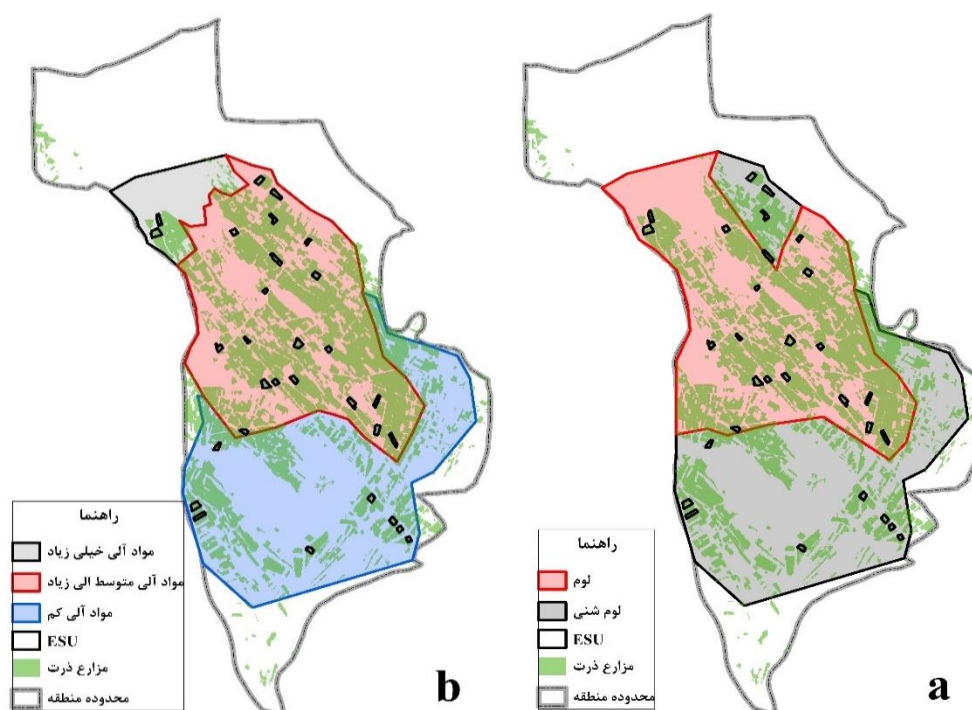 راهنما
مواد آلی خیلی زیاد
مواد آلی متوسط الی زیاد
مواد آلی کم
ESU
مزارع ذرت
محدوده منطقه
b
راهنما
لوم
لوم شنی
ESU
مزارع ذرت
محدوده منطقه
a